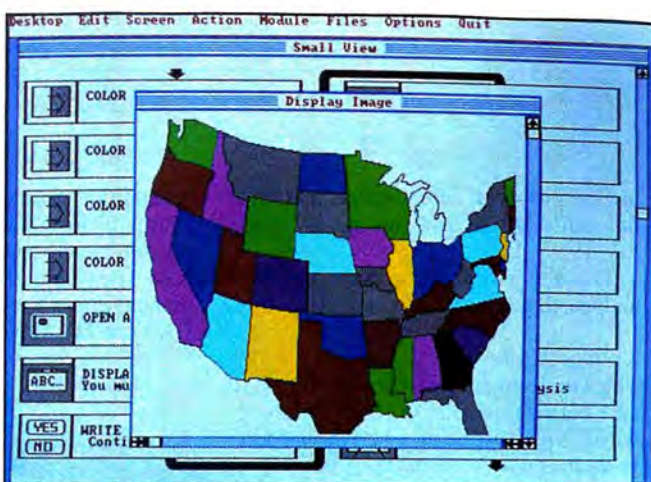 Desktop Edit Screen Action Module Files Options Quit
Small View
COLOR
Display Image
COLOR
COLOR
COLOR
OPEN A
ABC...
DISPLA
You mu
ysis
YES
NO
WRITE
Conti